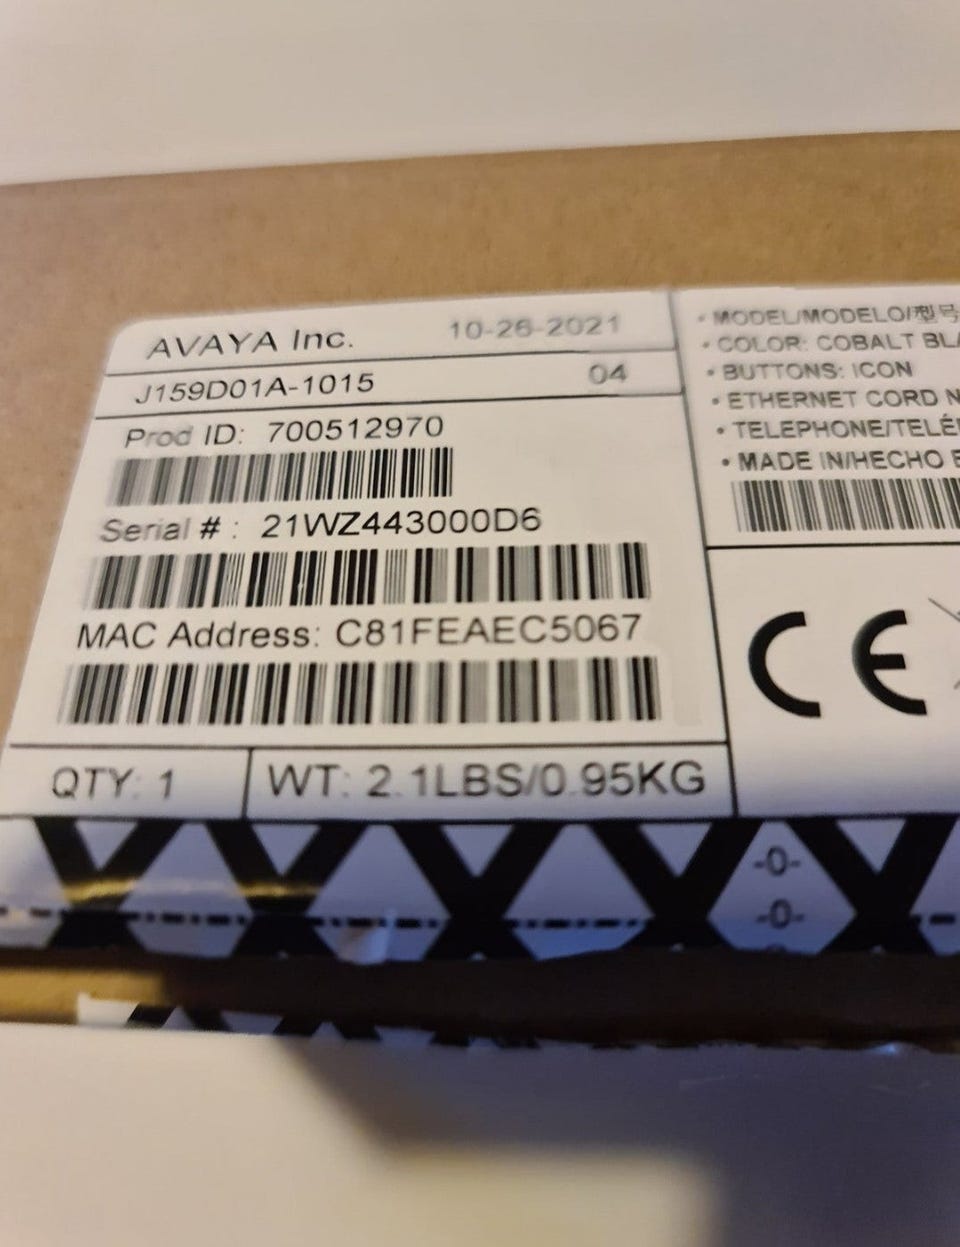 AVAYA Inc. 10-26-2021
J159D01A-1015 04
Prod ID: 700512970
Serial # : 21WZ443000D6
MAC Address: C81FEAEC5067
QTY: 1 WT: 2.1LBS/0.95KG
• MODEL/MODELO/型号
• COLOR: COBALT
• BUTTONS: ICON
• ETHERNET CORD
• TELEPHONE/
• MADE IN/HECHO
CE
-0-
-0-